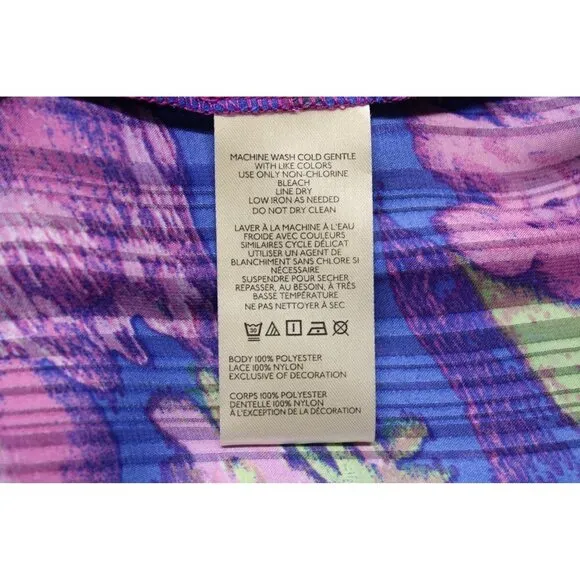 MACHINE WASH COLD GENTLE
WITH LIKE COLORS
USE ONLY NON-CHLORINE
BLEACH
LINE DRY
LOW IRON AS NEEDED
DO NOT DRY CLEAN
LAVER À LA MACHINE À L'EAU
FROIDE AVEC COULEURS
SIMILAIRES CYCLE DÉLICAT
UTILISER UN AGENT DE
BLANCHIMENT SANS CHLORE SI
NÉCESSAIRE
SUSPENDRE POUR SECHER
REPASSER, AU BESOIN, À TRÈS
BASSE TEMPÉRATURE
NE PAS NETTOYER À SEC
30
BODY 100% POLYESTER
LACE 100% NYLON
EXCLUSIVE OF DECORATION
CORPS 100% POLYESTER
DENTELLE 100% NYLON
À L'EXCEPTION DE LA DÉCORATION